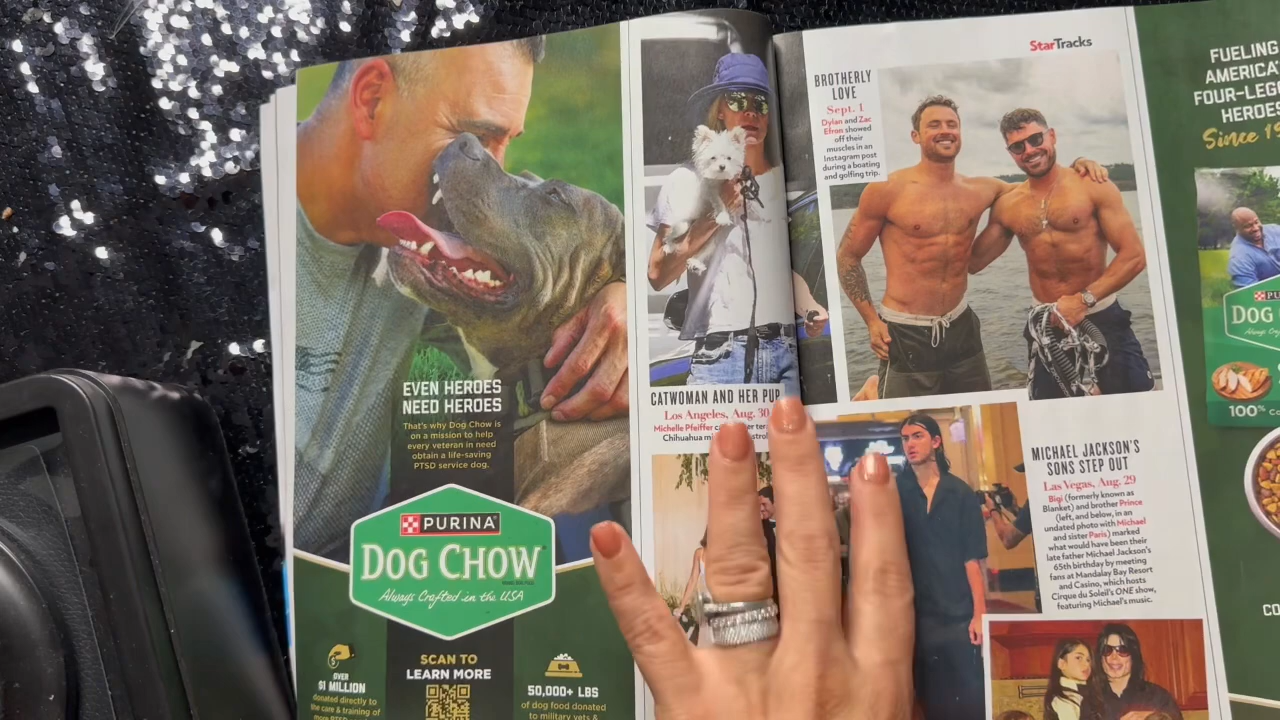 EVEN HEROES
NEED HEROES
That's why Dog Chow is
on a mission to help
every veteran in need
obtain a life-saving
PTSD service dog.
PURINA
DOG CHOW
Always Crafted in the USA
OVER
$1 MILLION
donated directly to
the care & training of
SCAN TO
LEARN MORE
50,000+ LBS
of dog food donated
to military vets &
CATWOMAN AND HER PUP
Los Angeles, Aug. 30
Michelle Pfeiffer
Chihuahua
StarTracks
BROTHERLY
LOVE
Sept. 1
Dylan and Zac
Efron showed
off their
muscles in an
Instagram post
during a boating
and golfing trip.
MICHAEL JACKSON'S
SONS STEP OUT
Las Vegas, Aug. 29
Bigi (formerly known as
Blanket) and brother Prince
(left, and below, in an
undated photo with Michael
and sister Paris) marked
what would have been their
late father Michael Jackson's
65th birthday by meeting
fans at Mandalay Bay Resort
and Casino, which hosts
Cirque du Soleil's ONE show,
featuring Michael's music.
FUELING
AMERICA'
FOUR-LEG
HEROES
Since 19
DOG
100%